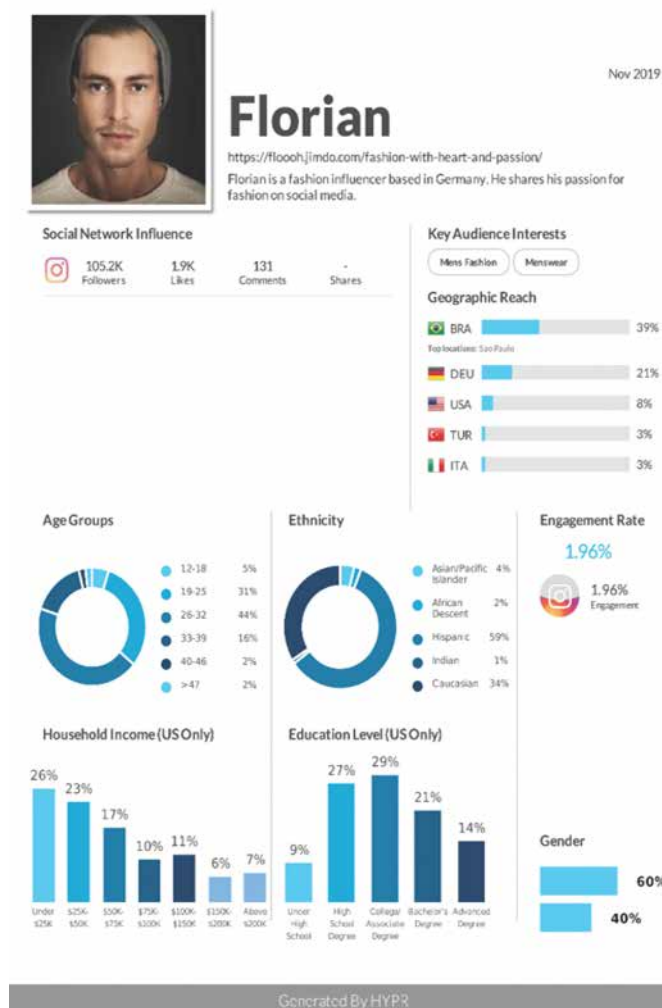 Nov 2019
Florian
https://floooh.jimdo.com/fashion-with-heart-and-passion/
Florian is a fashion influencer based in Germany. He shares his passion for
fashion on social media.
Social Network Influence
105.2K
Followers
1.9K
Likes
131
Comments
-
Shares
Key Audience Interests
Mens Fashion
Menswear
Geographic Reach
BRA 39%
Top locations: Sao Paulo
DEU 21%
USA 8%
TUR 3%
ITA 3%
Age Groups
12-18 5%
19-25 31%
26-32 44%
33-39 16%
40-46 2%
>47 2%
Ethnicity
Asian/Pacific 4%
Islander
African 2%
Descent
Hispanic 59%
Indian 1%
Caucasian 34%
Engagement Rate
1.96%
1.96%
Engagement
Household Income (US Only)
26%
23%
17%
10%
11%
6%
7%
Under
$25K
$25K-
$50K
$50K-
$75K
$75K-
$100K
$100K-
$150K
$150K-
$200K
Above
$200K
Education Level (US Only)
9%
27%
29%
21%
14%
Under
High
School
High
School
Degree
College/
Associate
Degree
Bachelor's
Degree
Advanced
Degree
Gender
60%
40%
Generated By HYPR